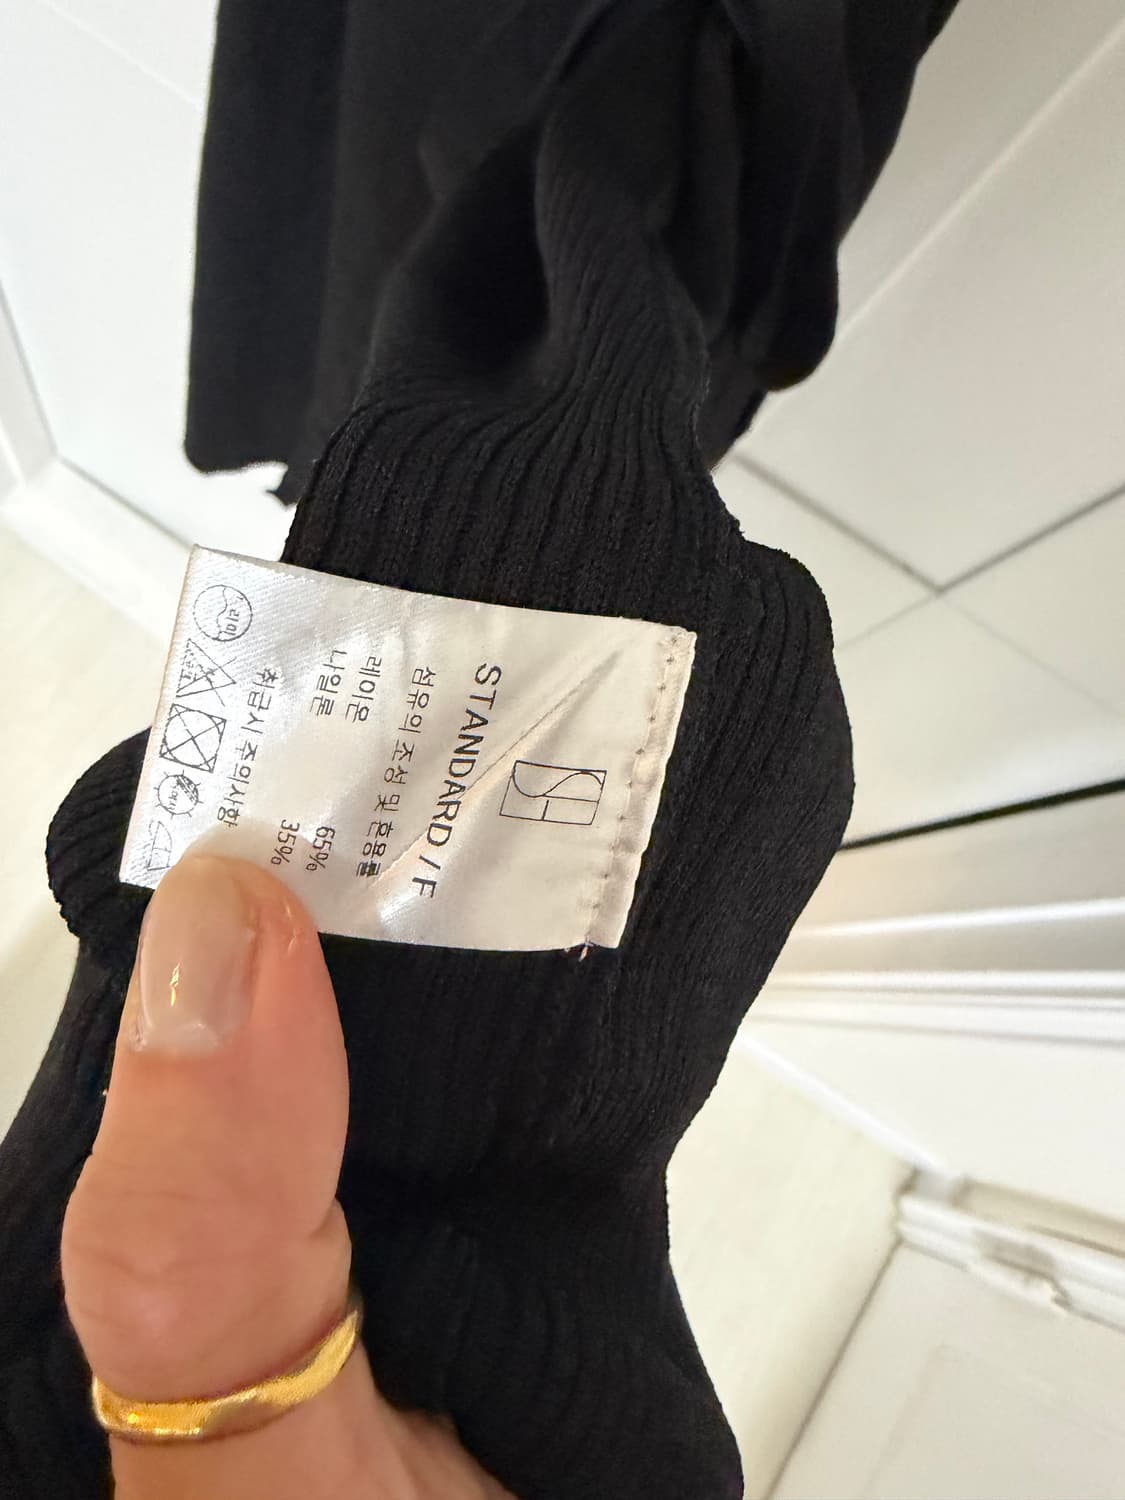 STANDARD / F
섬유의 조성 및 혼용률
레이온 65%
나일론 35%
취급시 주의사항